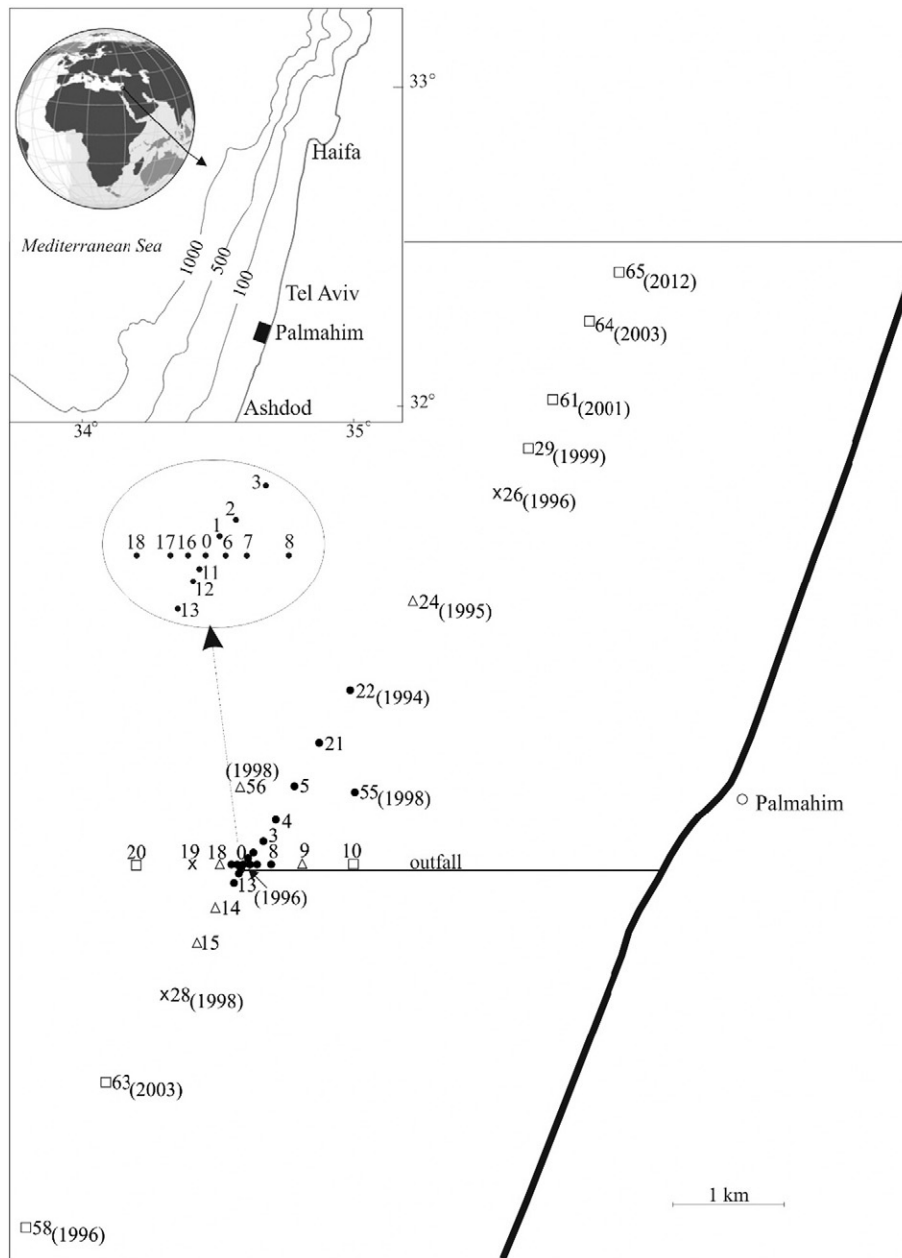 33°
Haifa
Mediterranean Sea
1000
500
100
Tel Aviv
Palmahim
Ashdod
32°
34°
35°
65(2012)
64(2003)
61(2001)
29(1999)
x26(1996)
3
2
1
18 17 16 0 6 7 8
11
12
13
24(1995)
22(1994)
21
(1998)
56
5
55(1998)
Palmahim
4
3
20 19 18 0 8 9 10
x
outfall
13
(1996)
14
15
x28(1998)
63(2003)
1 km
58(1996)